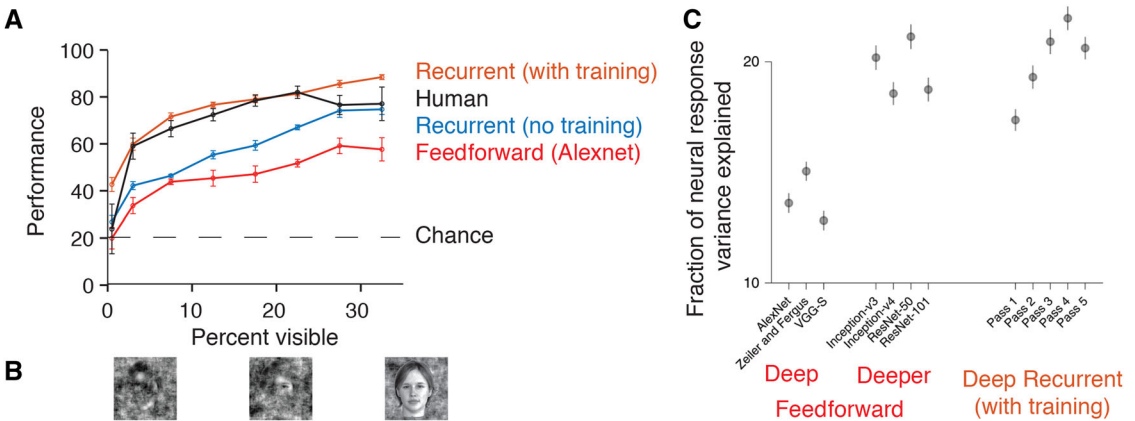 A
100
80
60
40
20
0
Performance
0
10
20
30
Percent visible
Recurrent (with training)
Human
Recurrent (no training)
Feedforward (Alexnet)
Chance
B
C
Fraction of neural response
variance explained
20
10
AlexNet
Zeiler and Fergus
VGG-S
Inception-v3
Inception-v4
ResNet-50
ResNet-101
Pass 1
Pass 2
Pass 3
Pass 4
Pass 5
Deep
Deeper
Feedforward
Deep Recurrent
(with training)